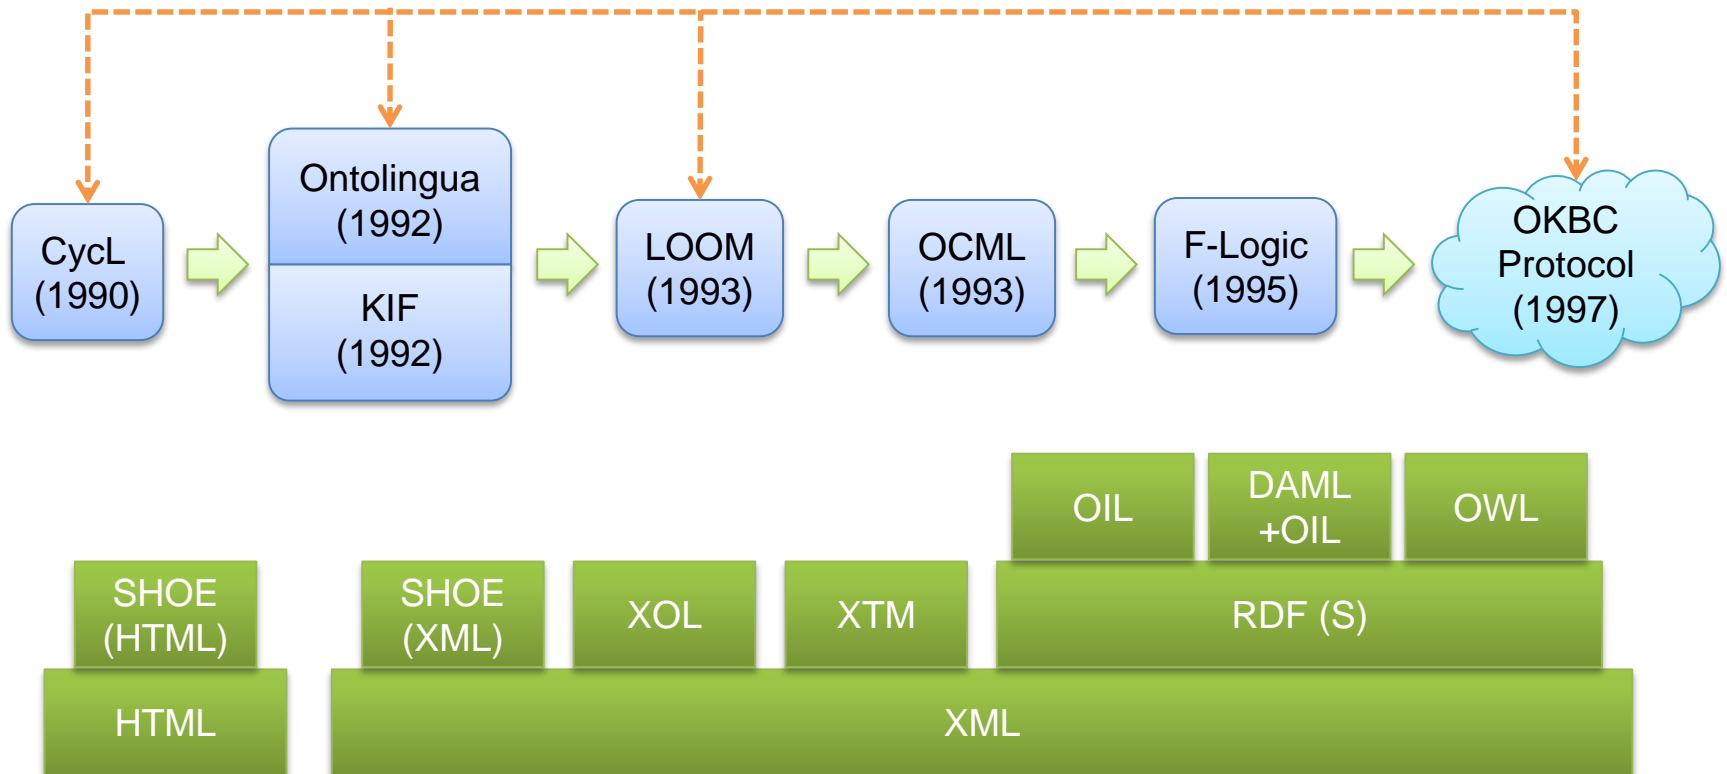 CycL
(1990)
Ontolingua
(1992)
KIF
(1992)
LOOM
(1993)
OCML
(1993)
F-Logic
(1995)
OKBC
Protocol
(1997)
OIL
DAML
+OIL
OWL
SHOE
(HTML)
SHOE
(XML)
XOL
XTM
RDF (S)
HTML
XML